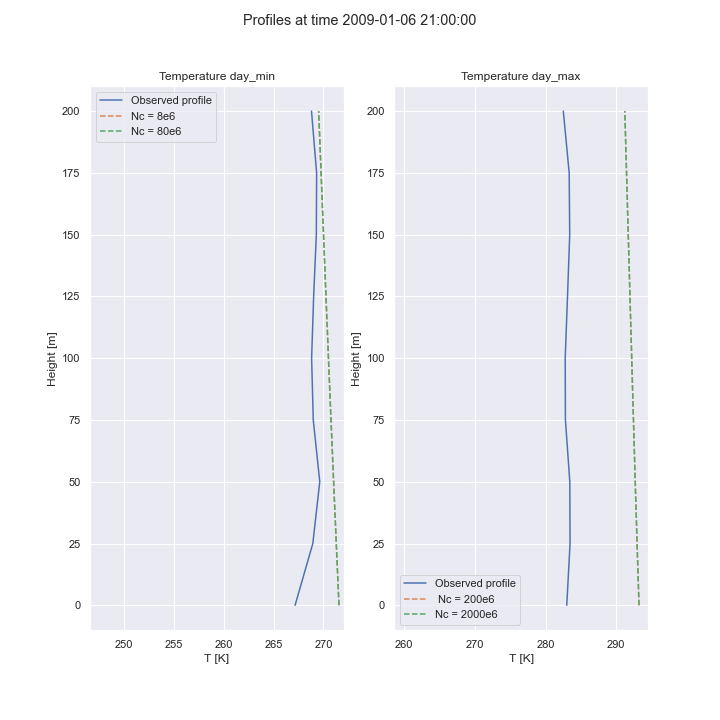 Profiles at time 2009-01-06 21:00:00
Temperature day_min
Observed profile
Nc = 8e6
Nc = 80e6
200
175
150
125
100
75
50
25
0
Height [m]
250
255
260
265
270
T [K]
Temperature day_max
200
175
150
125
100
75
50
25
0
Height [m]
Observed profile
Nc = 200e6
Nc = 2000e6
260
270
280
290
T [K]